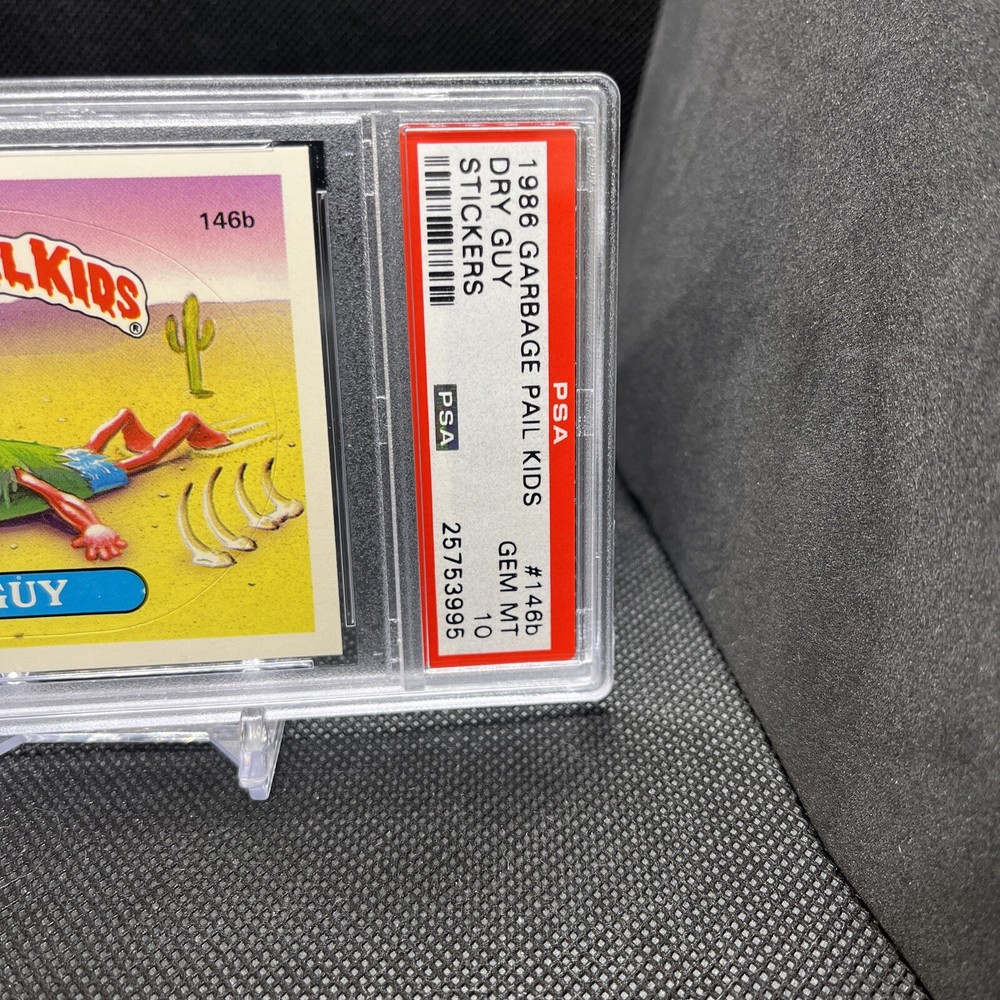 146b
LKIDS
®
GUY
PSA
1986 GARBAGE PAIL KIDS #146b
DRY GUY GEM MT
STICKERS 10
PSA 25753995